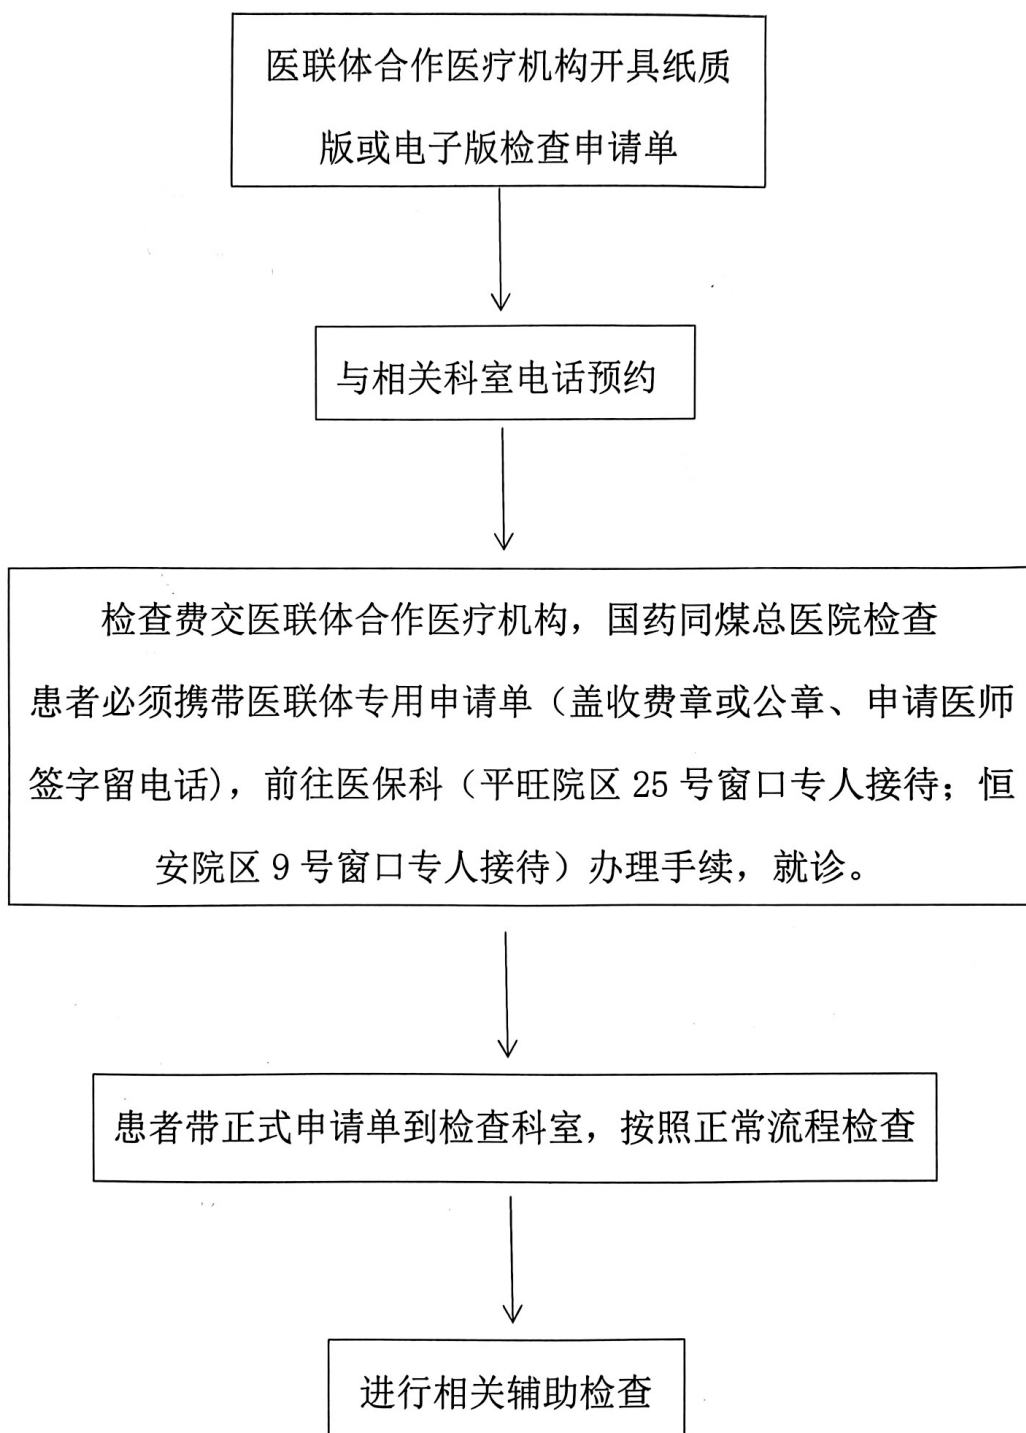 医联体合作医疗机构开具纸质
版或电子版检查申请单
与相关科室电话预约
检查费交医联体合作医疗机构，国药同煤总医院检查
患者必须携带医联体专用申请单（盖收费章或公章、申请医师
签字留电话），前往医保科（平旺院区 25 号窗口专人接待；恒
安院区 9 号窗口专人接待）办理手续，就诊。
患者带正式申请单到检查科室，按照正常流程检查
进行相关辅助检查